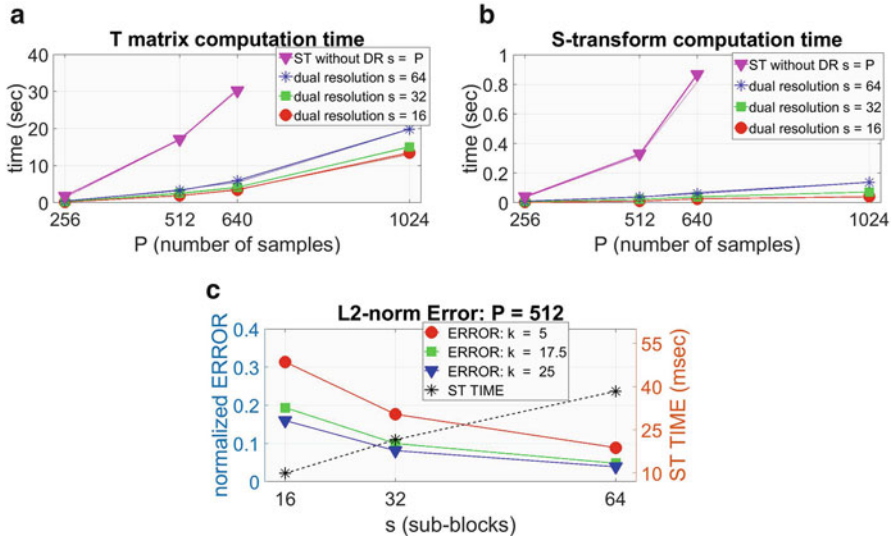 a
T matrix computation time
time (sec)
40
30
20
10
0
ST without DR s = P
dual resolution s = 64
dual resolution s = 32
dual resolution s = 16
256
512
640
1024
P (number of samples)
b
S-transform computation time
time (sec)
1
0.8
0.6
0.4
0.2
0
ST without DR s = P
dual resolution s = 64
dual resolution s = 32
dual resolution s = 16
256
512
640
1024
P (number of samples)
c
L2-norm Error: P = 512
normalized ERROR
0.4
0.3
0.2
0.1
0
ERROR: k = 5
ERROR: k = 17.5
ERROR: k = 25
ST TIME
55
40
25
10
ST TIME (msec)
16
32
64
s (sub-blocks)